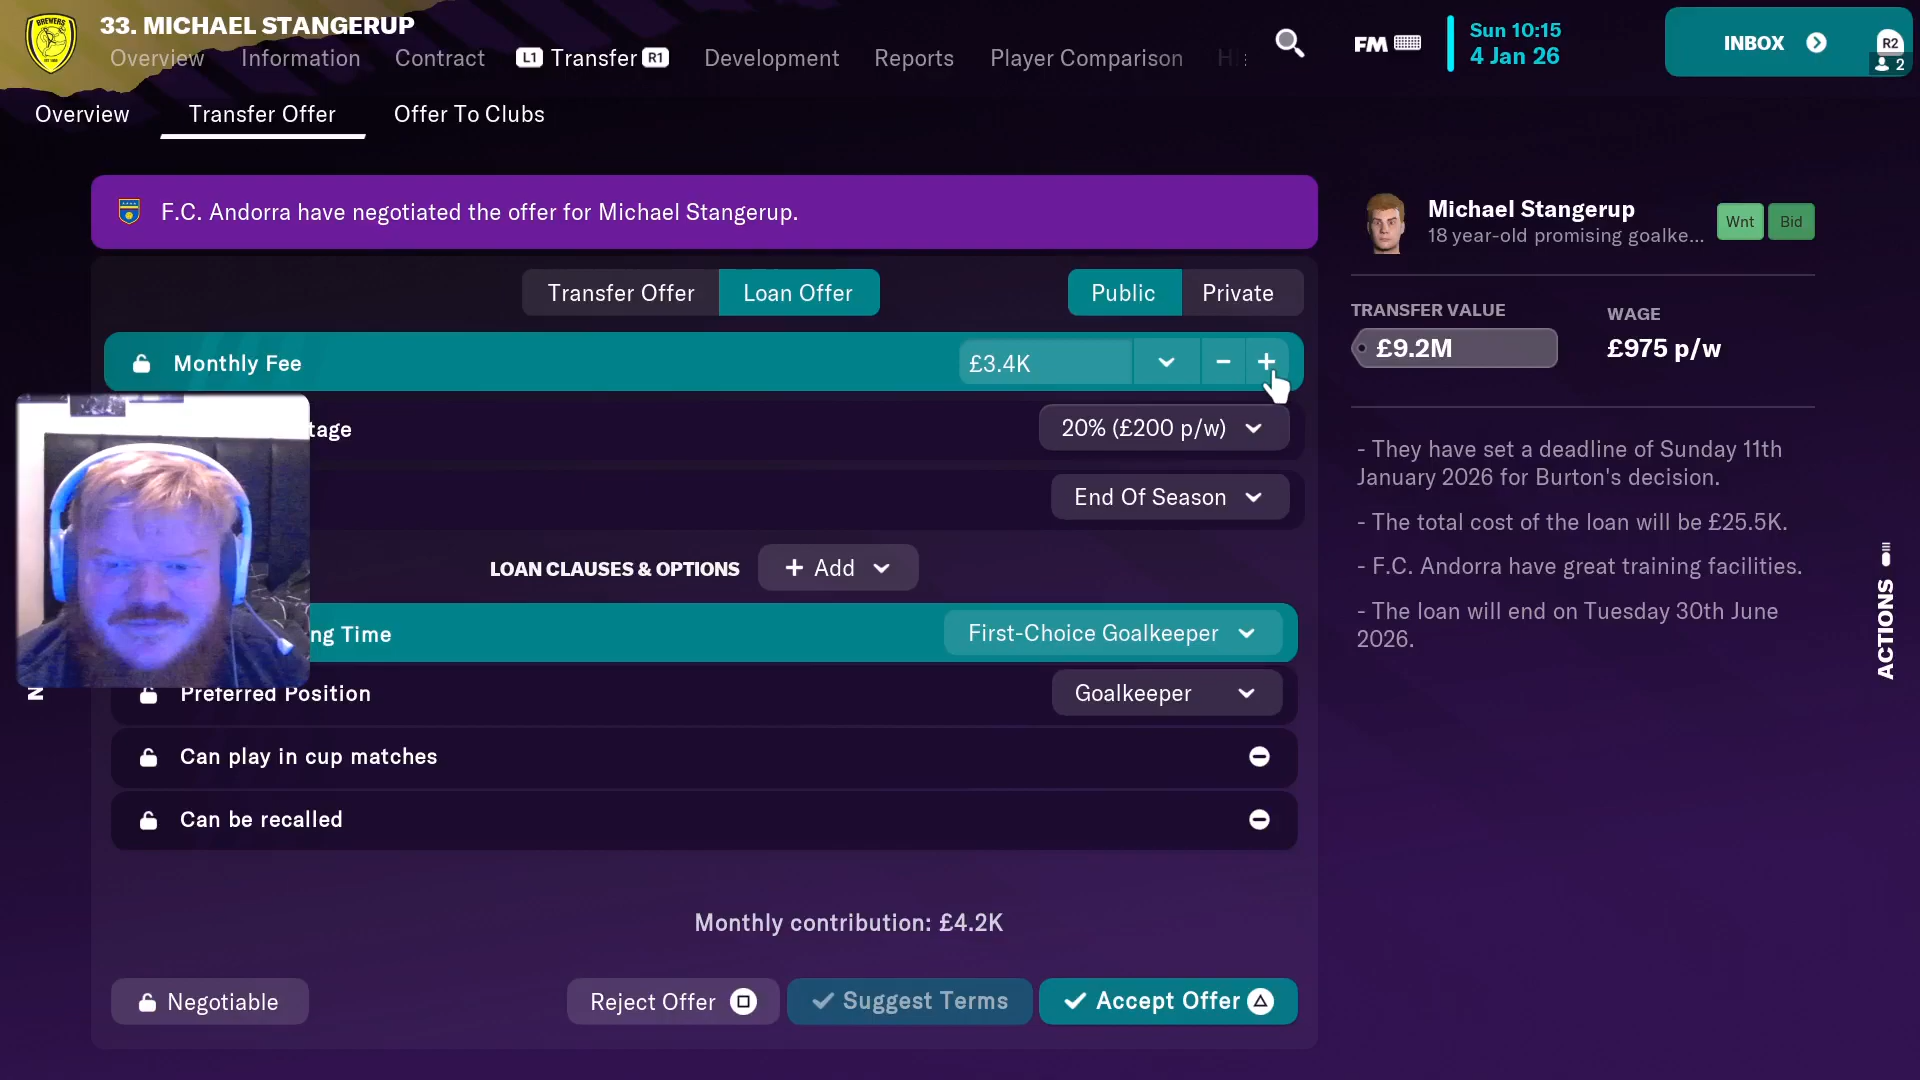 BREWERS
33. MICHAEL STANGERUP
Overview Information Contract L1 Transfer R1 Development Reports Player Comparison
FM
Sun 10:15
4 Jan 26
INBOX
R2
2
Overview Transfer Offer Offer To Clubs
F.C. Andorra have negotiated the offer for Michael Stangerup.
Transfer Offer Loan Offer Public Private
Monthly Fee £3.4K
tage 20% (£200 p/w)
End Of Season
LOAN CLAUSES & OPTIONS + Add
ng Time First-Choice Goalkeeper
Preferred Position Goalkeeper
Can play in cup matches
Can be recalled
Monthly contribution: £4.2K
Negotiable Reject Offer Suggest Terms Accept Offer
Michael Stangerup
18 year-old promising goalke...
Wnt Bid
TRANSFER VALUE WAGE
£9.2M £975 p/w
- They have set a deadline of Sunday 11th
January 2026 for Burton's decision.
- The total cost of the loan will be £25.5K.
- F.C. Andorra have great training facilities.
- The loan will end on Tuesday 30th June
2026.
ACTIONS